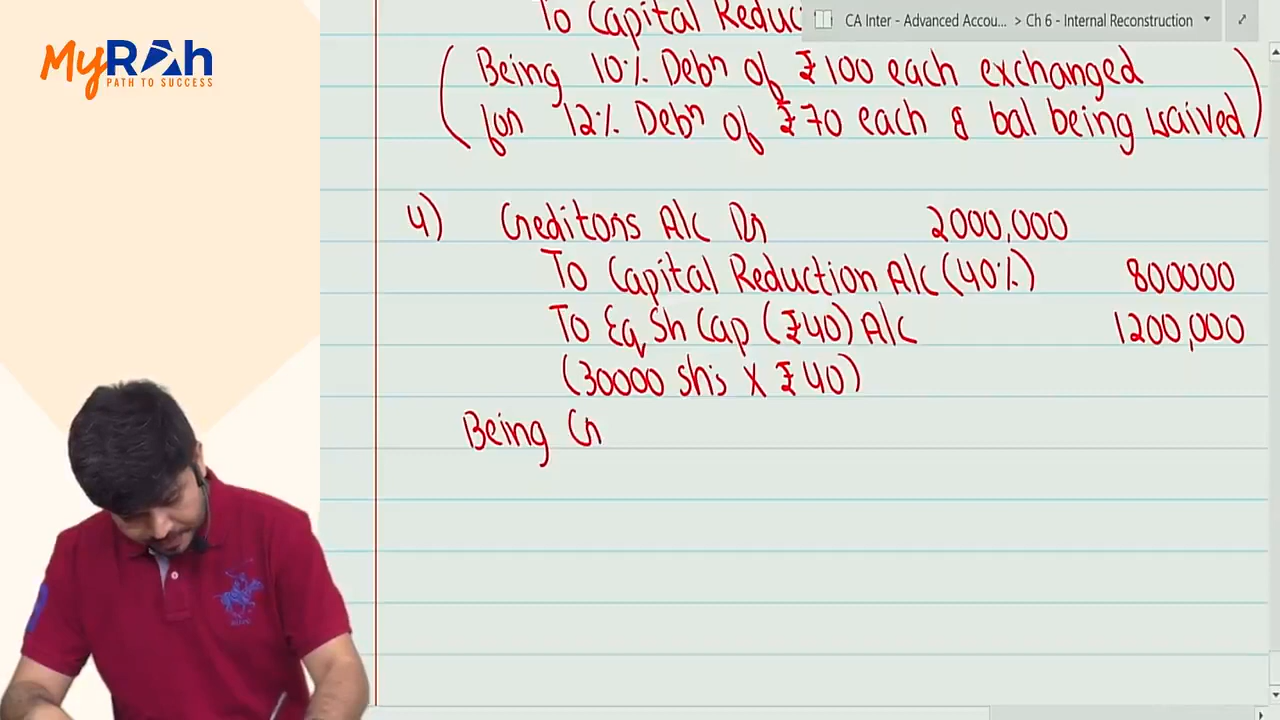 MyRAh
PATH TO SUCCESS
CA Inter - Advanced Accou... > Ch 6 - Internal Reconstruction
To Capital Reduc
(Being 10% Debn of ₹100 each exchanged
for 12% Debn of ₹70 each & bal being waived)
4) Creditors A/c Dr 2000,000
To Capital Reduction A/c (40%) 800000
To Eq Sh Cap (₹40) A/c 1200,000
(30000 shs X ₹40)
Being Cr